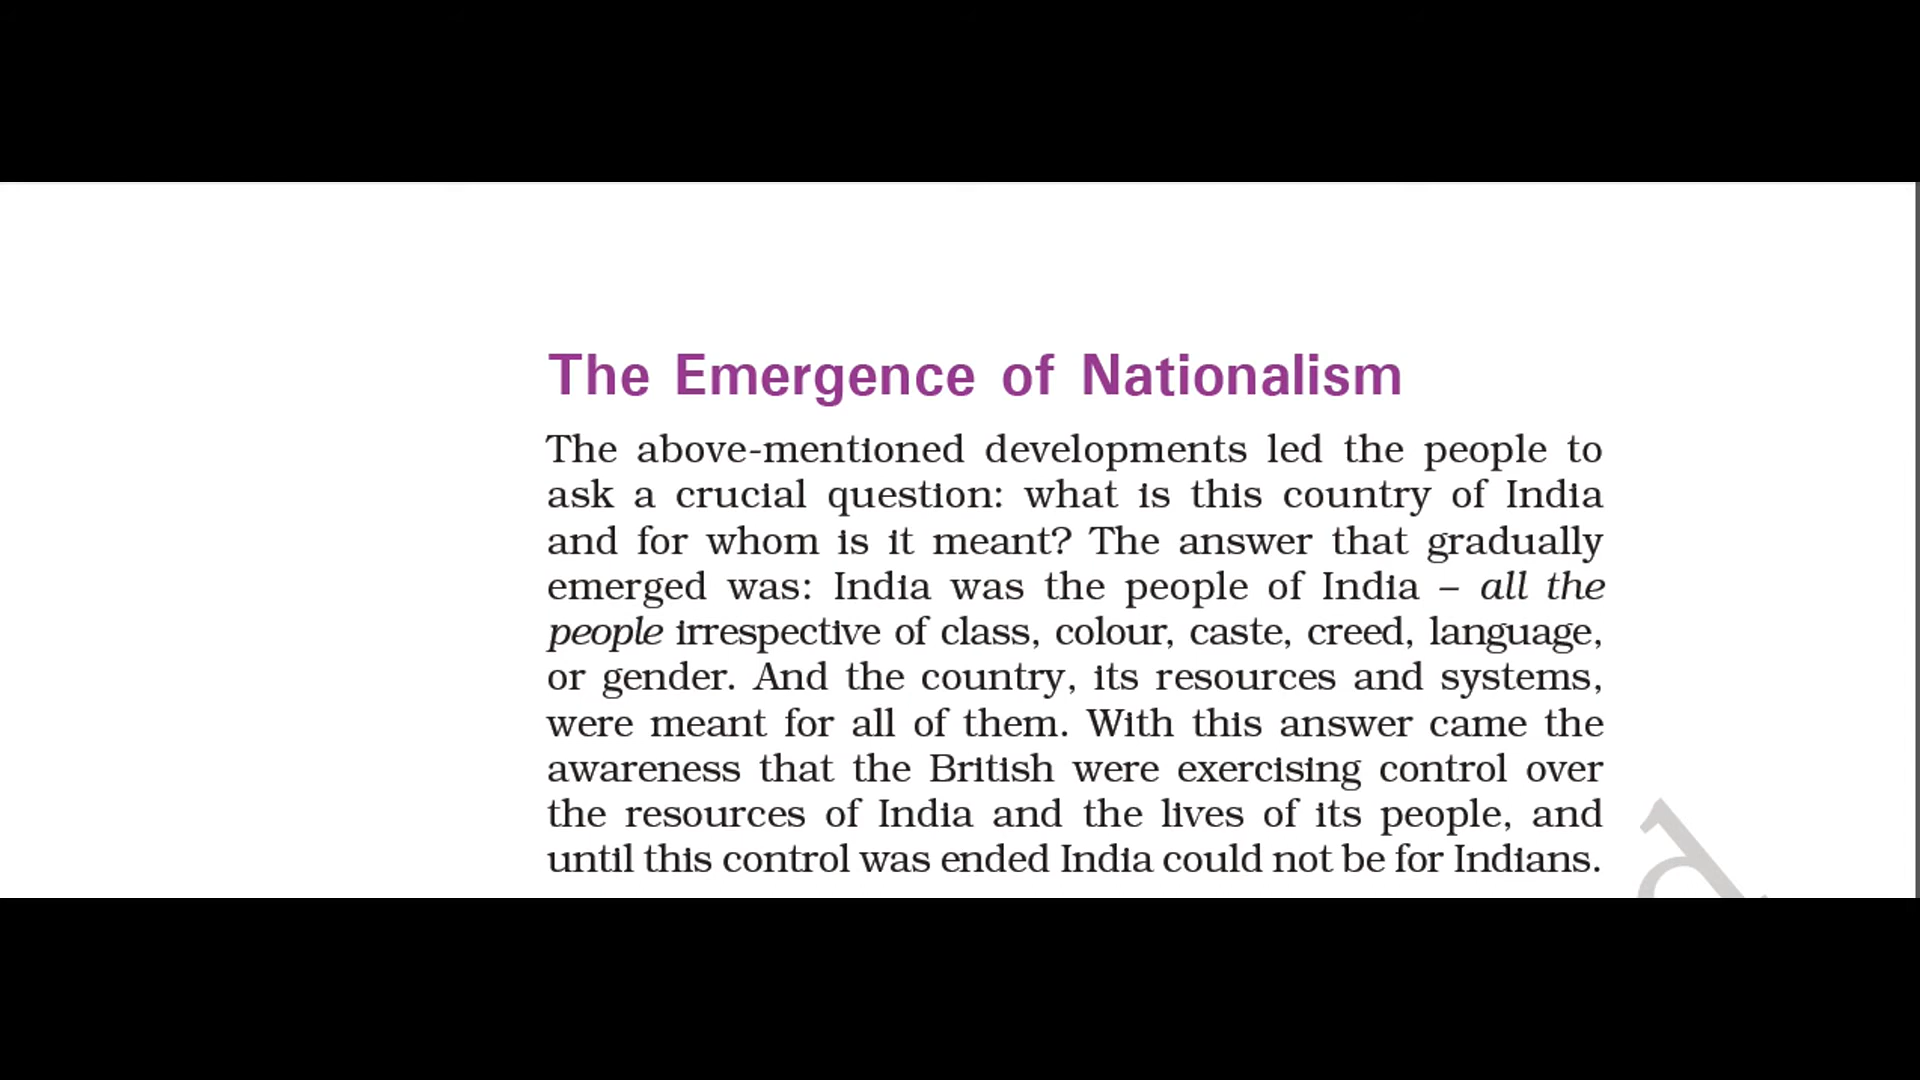 The Emergence of Nationalism
The above-mentioned developments led the people to
ask a crucial question: what is this country of India
and for whom is it meant? The answer that gradually
emerged was: India was the people of India – all the
people irrespective of class, colour, caste, creed, language,
or gender. And the country, its resources and systems,
were meant for all of them. With this answer came the
awareness that the British were exercising control over
the resources of India and the lives of its people, and
until this control was ended India could not be for Indians.